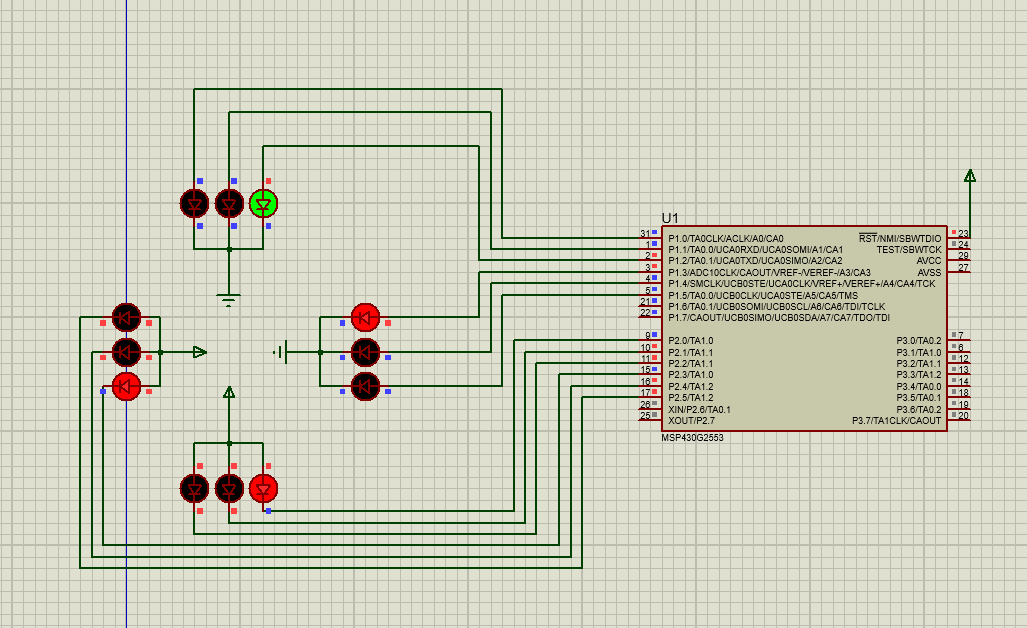 U1
31 P1.0/TA0CLK/ACLK/A0/CA0
1 P1.1/TA0.0/UCA0RXD/UCA0SOMI/A1/CA1
2 P1.2/TA0.1/UCA0TXD/UCA0SIMO/A2/CA2
3 P1.3/ADC10CLK/CAOUT/VREF-/VEREF-/A3/CA3
4 P1.4/SMCLK/UCB0STE/UCA0CLK/VREF+/VEREF+/A4/CA4/TCK
5 P1.5/TA0.0/UCB0CLK/UCA0STE/A5/CA5/TMS
21 P1.6/TA0.1/UCB0SOMI/UCB0SCL/A6/CA6/TDI/TCLK
22 P1.7/CAOUT/UCB0SIMO/UCB0SDA/A7/CA7/TDO/TDI
9 P2.0/TA1.0
10 P2.1/TA1.1
11 P2.2/TA1.1
15 P2.3/TA1.0
16 P2.4/TA1.2
17 P2.5/TA1.2
26 XIN/P2.6/TA0.1
25 XOUT/P2.7
RST/NMI/SBWTDIO 23
TEST/SBWTCK 24
AVCC 29
AVSS 27
P3.0/TA0.2 7
P3.1/TA1.0 6
P3.2/TA1.1 12
P3.3/TA1.2 13
P3.4/TA0.0 14
P3.5/TA0.1 18
P3.6/TA0.2 19
P3.7/TA1CLK/CAOUT 20
MSP430G2553